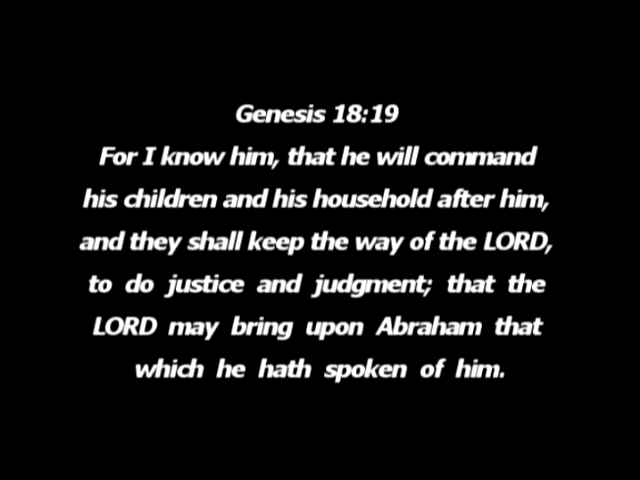 Genesis 18:19
For I know him, that he will command
his children and his household after him,
and they shall keep the way of the LORD,
to do justice and judgment; that the
LORD may bring upon Abraham that
which he hath spoken of him.